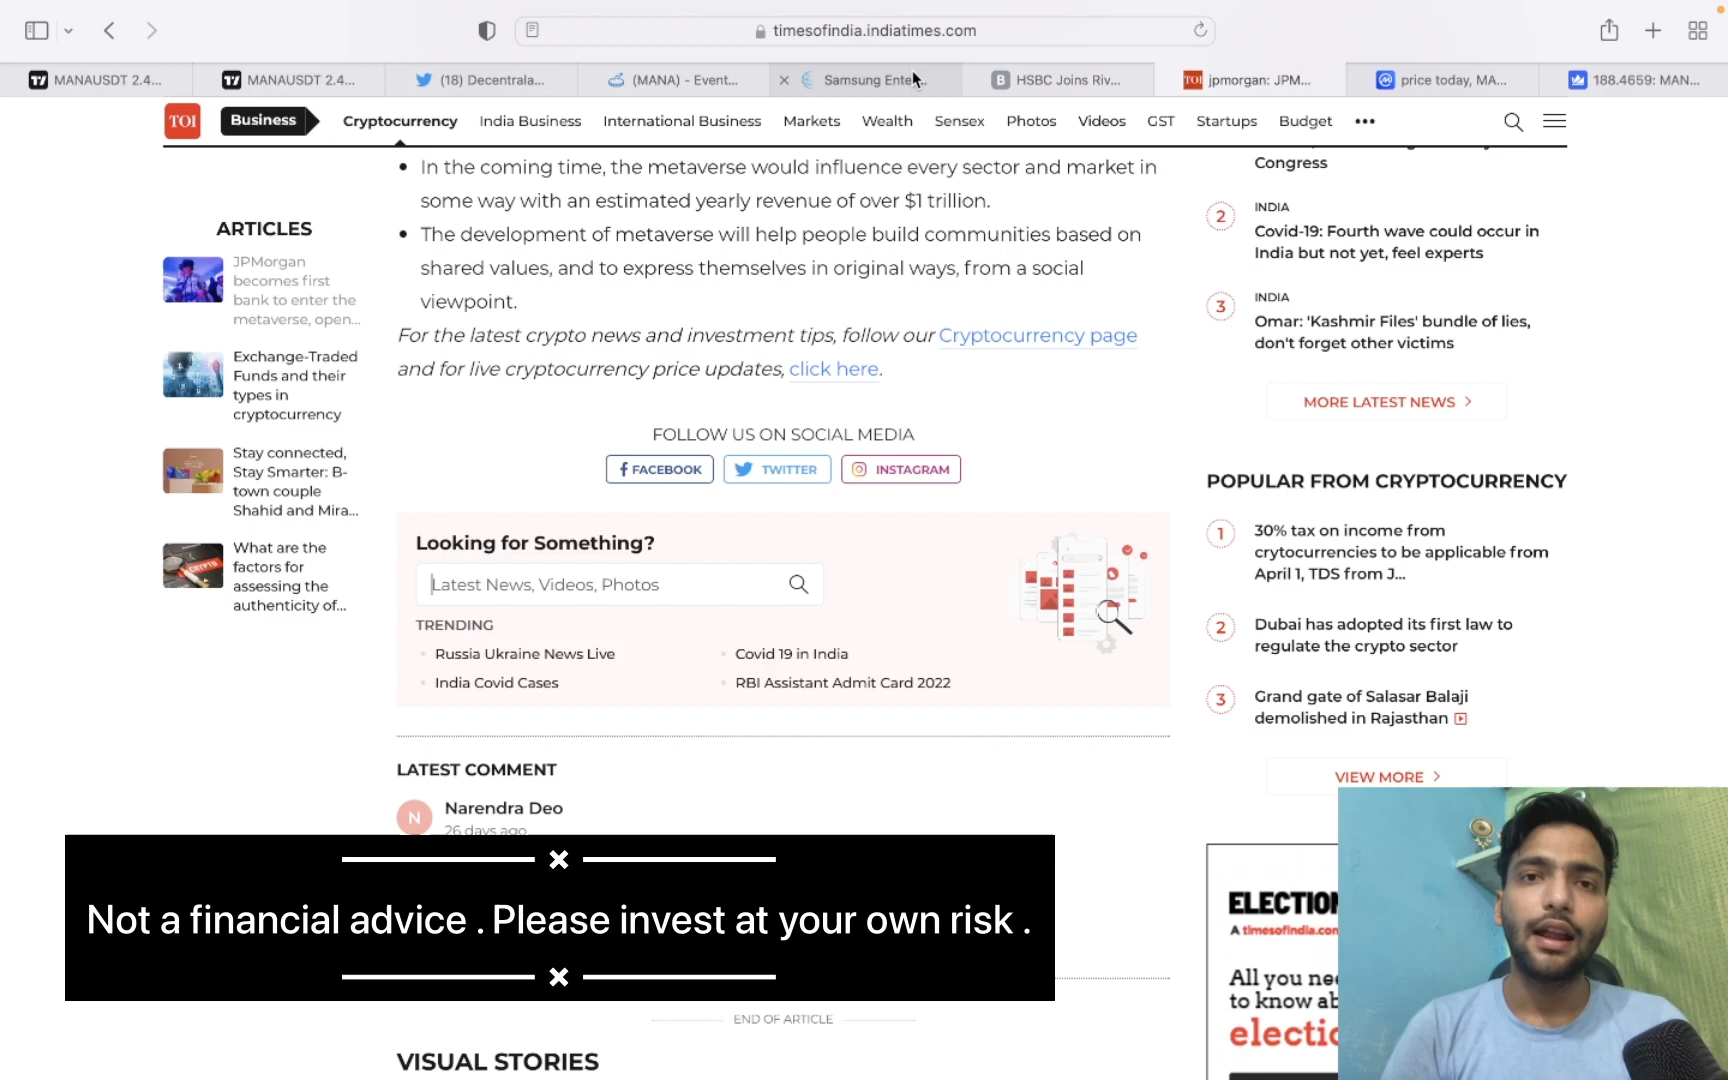 timesofindia.indiatimes.com
MANAUSDT 2.4...
MANAUSDT 2.4...
(18) Decentrala...
(MANA) - Event...
Samsung Ente
HSBC Joins Riv...
TOI
jpmorgan: JPM...
price today, MA...
188.4659: MAN...
TOI
Business
Cryptocurrency
India Business
International Business
Markets
Wealth
Sensex
Photos
Videos
GST
Startups
Budget
•••
ARTICLES
JPMorgan
becomes first
bank to enter the
metaverse, open...
Exchange-Traded
Funds and their
types in
cryptocurrency
Stay connected,
Stay Smarter: B-
town couple
Shahid and Mira...
What are the
factors for
assessing the
authenticity of...
• In the coming time, the metaverse would influence every sector and market in
some way with an estimated yearly revenue of over $1 trillion.
• The development of metaverse will help people build communities based on
shared values, and to express themselves in original ways, from a social
viewpoint.
For the latest crypto news and investment tips, follow our Cryptocurrency page
and for live cryptocurrency price updates, click here.
FOLLOW US ON SOCIAL MEDIA
FACEBOOK
TWITTER
INSTAGRAM
Looking for Something?
Latest News, Videos, Photos
TRENDING
Russia Ukraine News Live
Covid 19 in India
India Covid Cases
RBI Assistant Admit Card 2022
LATEST COMMENT
N
Narendra Deo
26 days ago
Not a financial advice . Please invest at your own risk .
END OF ARTICLE
VISUAL STORIES
Congress
2
INDIA
Covid-19: Fourth wave could occur in
India but not yet, feel experts
3
INDIA
Omar: 'Kashmir Files' bundle of lies,
don't forget other victims
MORE LATEST NEWS >
POPULAR FROM CRYPTOCURRENCY
1
30% tax on income from
crytocurrencies to be applicable from
April 1, TDS from J...
2
Dubai has adopted its first law to
regulate the crypto sector
3
Grand gate of Salasar Balaji
demolished in Rajasthan
VIEW MORE >
ELECTION
A timesofindia.com
All you nee
to know ab
electio